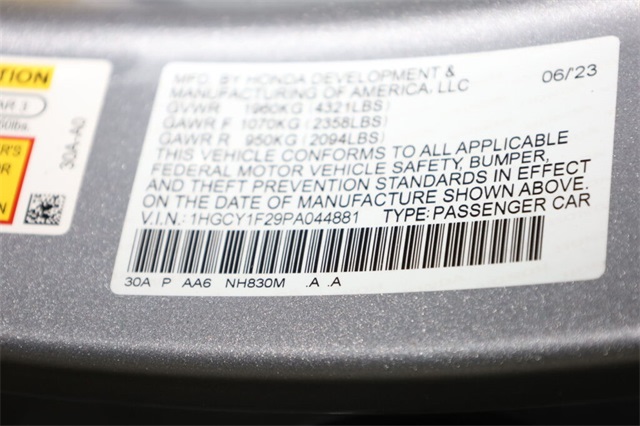 TION
30A-A0
R'S
MFD. BY HONDA DEVELOPMENT &
MANUFACTURING OF AMERICA, LLC
06/'23
GVWR 1960KG (4321LBS)
GAWR F 1070KG (2358LBS)
GAWR R 950KG (2094LBS)
THIS VEHICLE CONFORMS TO ALL APPLICABLE
FEDERAL MOTOR VEHICLE SAFETY, BUMPER,
AND THEFT PREVENTION STANDARDS IN EFFECT
ON THE DATE OF MANUFACTURE SHOWN ABOVE.
V.I.N.: 1HGCY1F29PA044881 TYPE: PASSENGER CAR
30A P AA6 NH830M .A .A